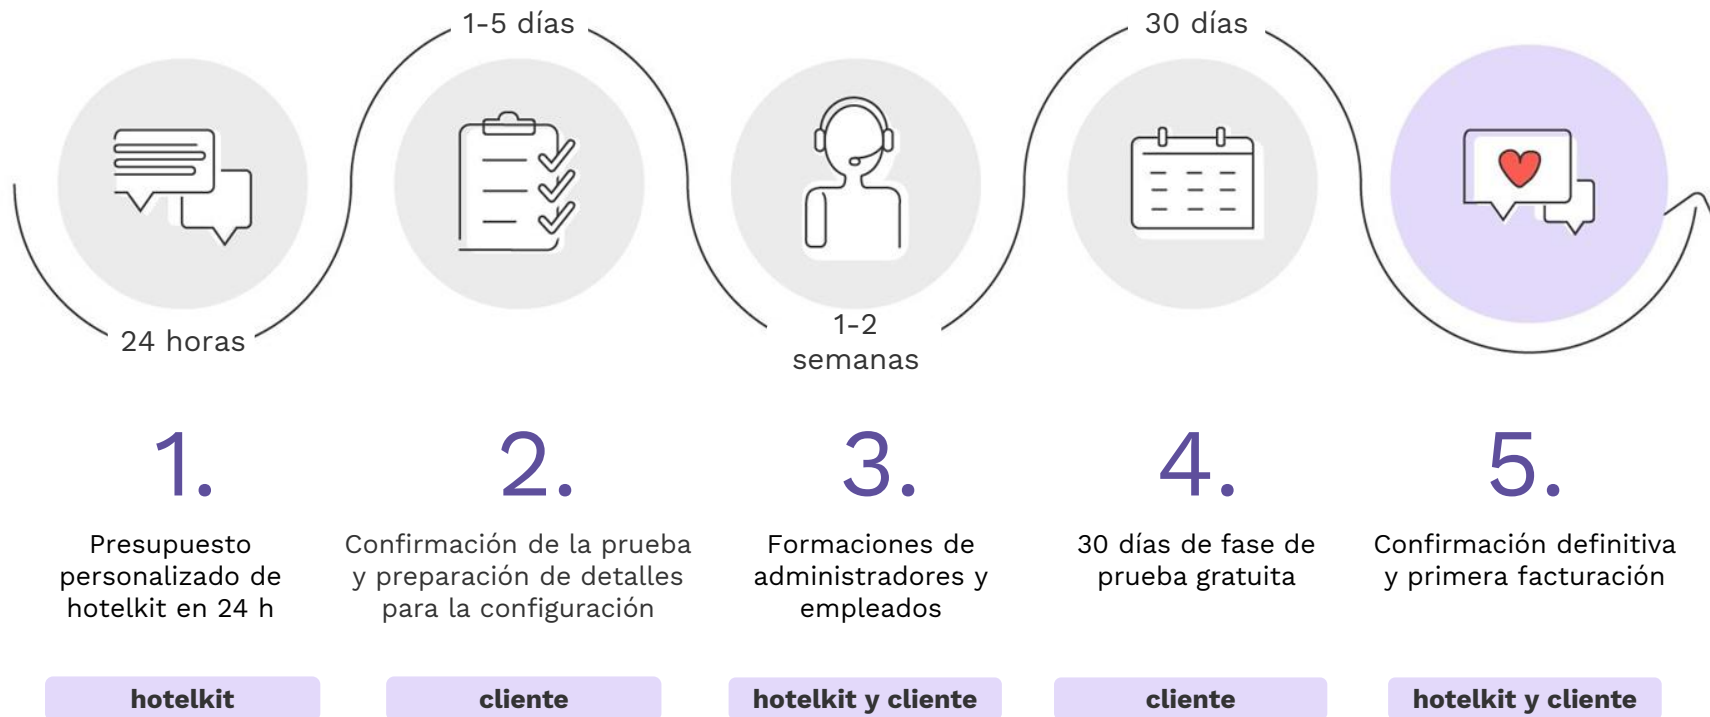 1-5 días
30 días
24 horas
1-2
semanas
1.
Presupuesto
personalizado de
hotelkit en 24 h
hotelkit
2.
Confirmación de la prueba
y preparación de detalles
para la configuración
cliente
3.
Formaciones de
administradores y
empleados
hotelkit y cliente
4.
30 días de fase de
prueba gratuita
cliente
5.
Confirmación definitiva
y primera facturación
hotelkit y cliente